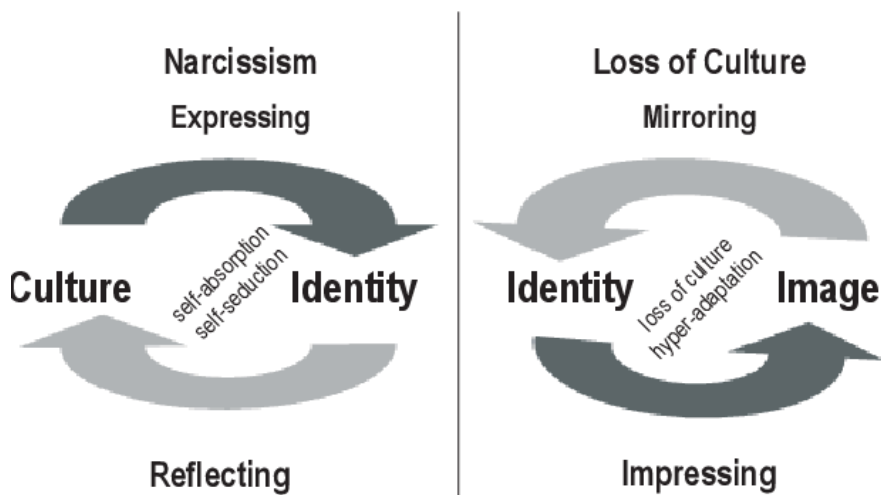 Narcissism
Expressing
Culture
self-absorption
self-seduction
Identity
Reflecting
Loss of Culture
Mirroring
Identity
loss of culture
hyper-adaptation
Image
Impressing